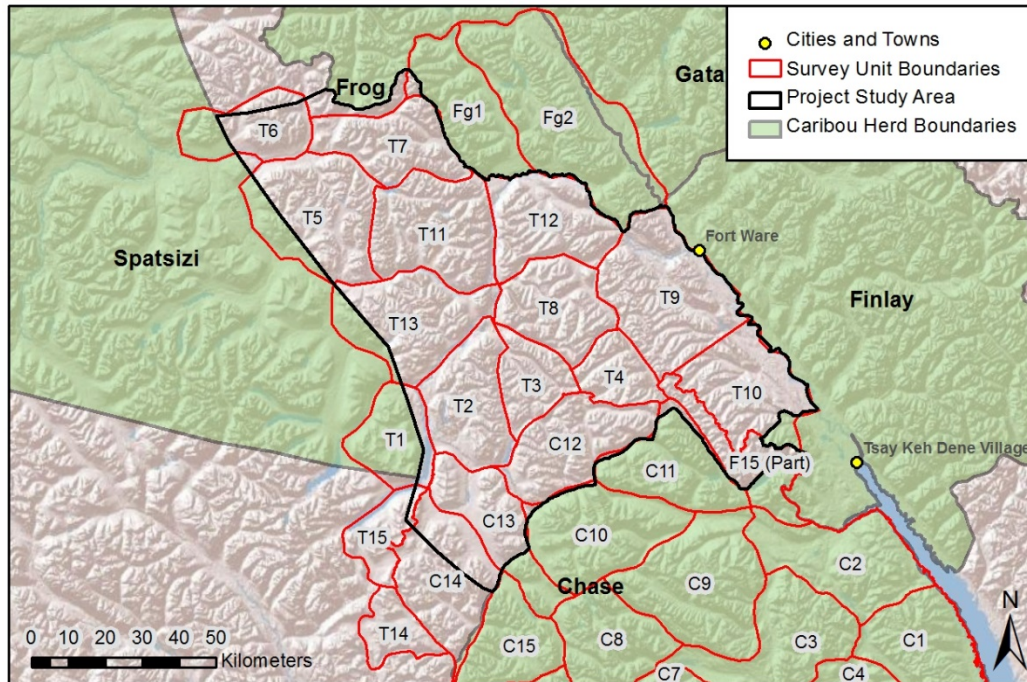 Cities and Towns
Survey Unit Boundaries
Project Study Area
Caribou Herd Boundaries
Gata
Frog
Fg1
Fg2
T6
T7
T5
T11
T12
Fort Ware
Spatsizi
Finlay
T9
T13
T8
T3
T4
T10
T2
T1
C12
Tsay Keh Dene Village
F15 (Part)
C11
C13
C10
T15
C14
Chase
C9
C2
T14
C15
C8
C3
C1
C7
C4
N
0 10 20 30 40 50
Kilometers